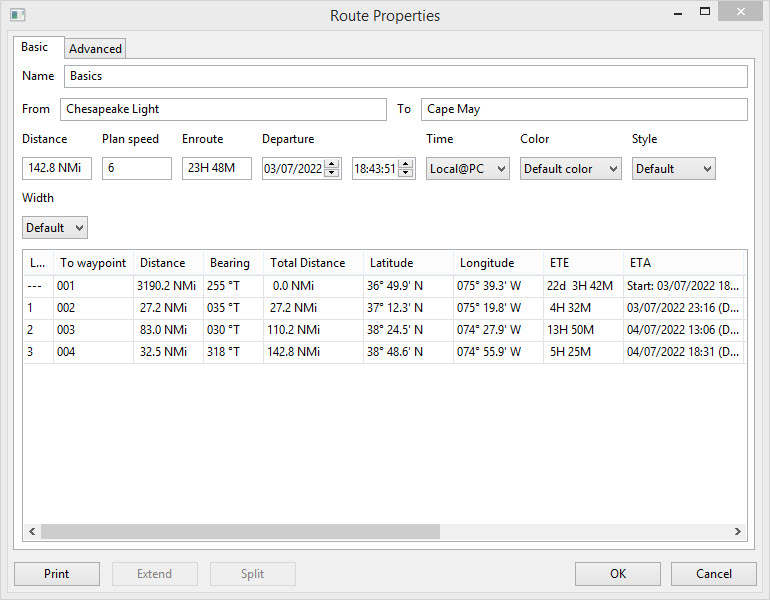 Route Properties
Basic Advanced
Name Basics
From Chesapeake Light To Cape May
Distance Plan speed Enroute Departure Time Color Style
142.8 NMi 6 23H 48M 03/07/2022 18:43:51 Local@PC Default color Default
Width
Default
L... To waypoint Distance Bearing Total Distance Latitude Longitude ETE ETA
--- 001 3190.2 NMi 255 °T 0.0 NMi 36° 49.9' N 075° 39.3' W 22d 3H 42M Start: 03/07/2022 18...
1 002 27.2 NMi 035 °T 27.2 NMi 37° 12.3' N 075° 19.8' W 4H 32M 03/07/2022 23:16 (D...
2 003 83.0 NMi 030 °T 110.2 NMi 38° 24.5' N 074° 27.9' W 13H 50M 04/07/2022 13:06 (D...
3 004 32.5 NMi 318 °T 142.8 NMi 38° 48.6' N 074° 55.9' W 5H 25M 04/07/2022 18:31 (D...
Print Extend Split OK Cancel